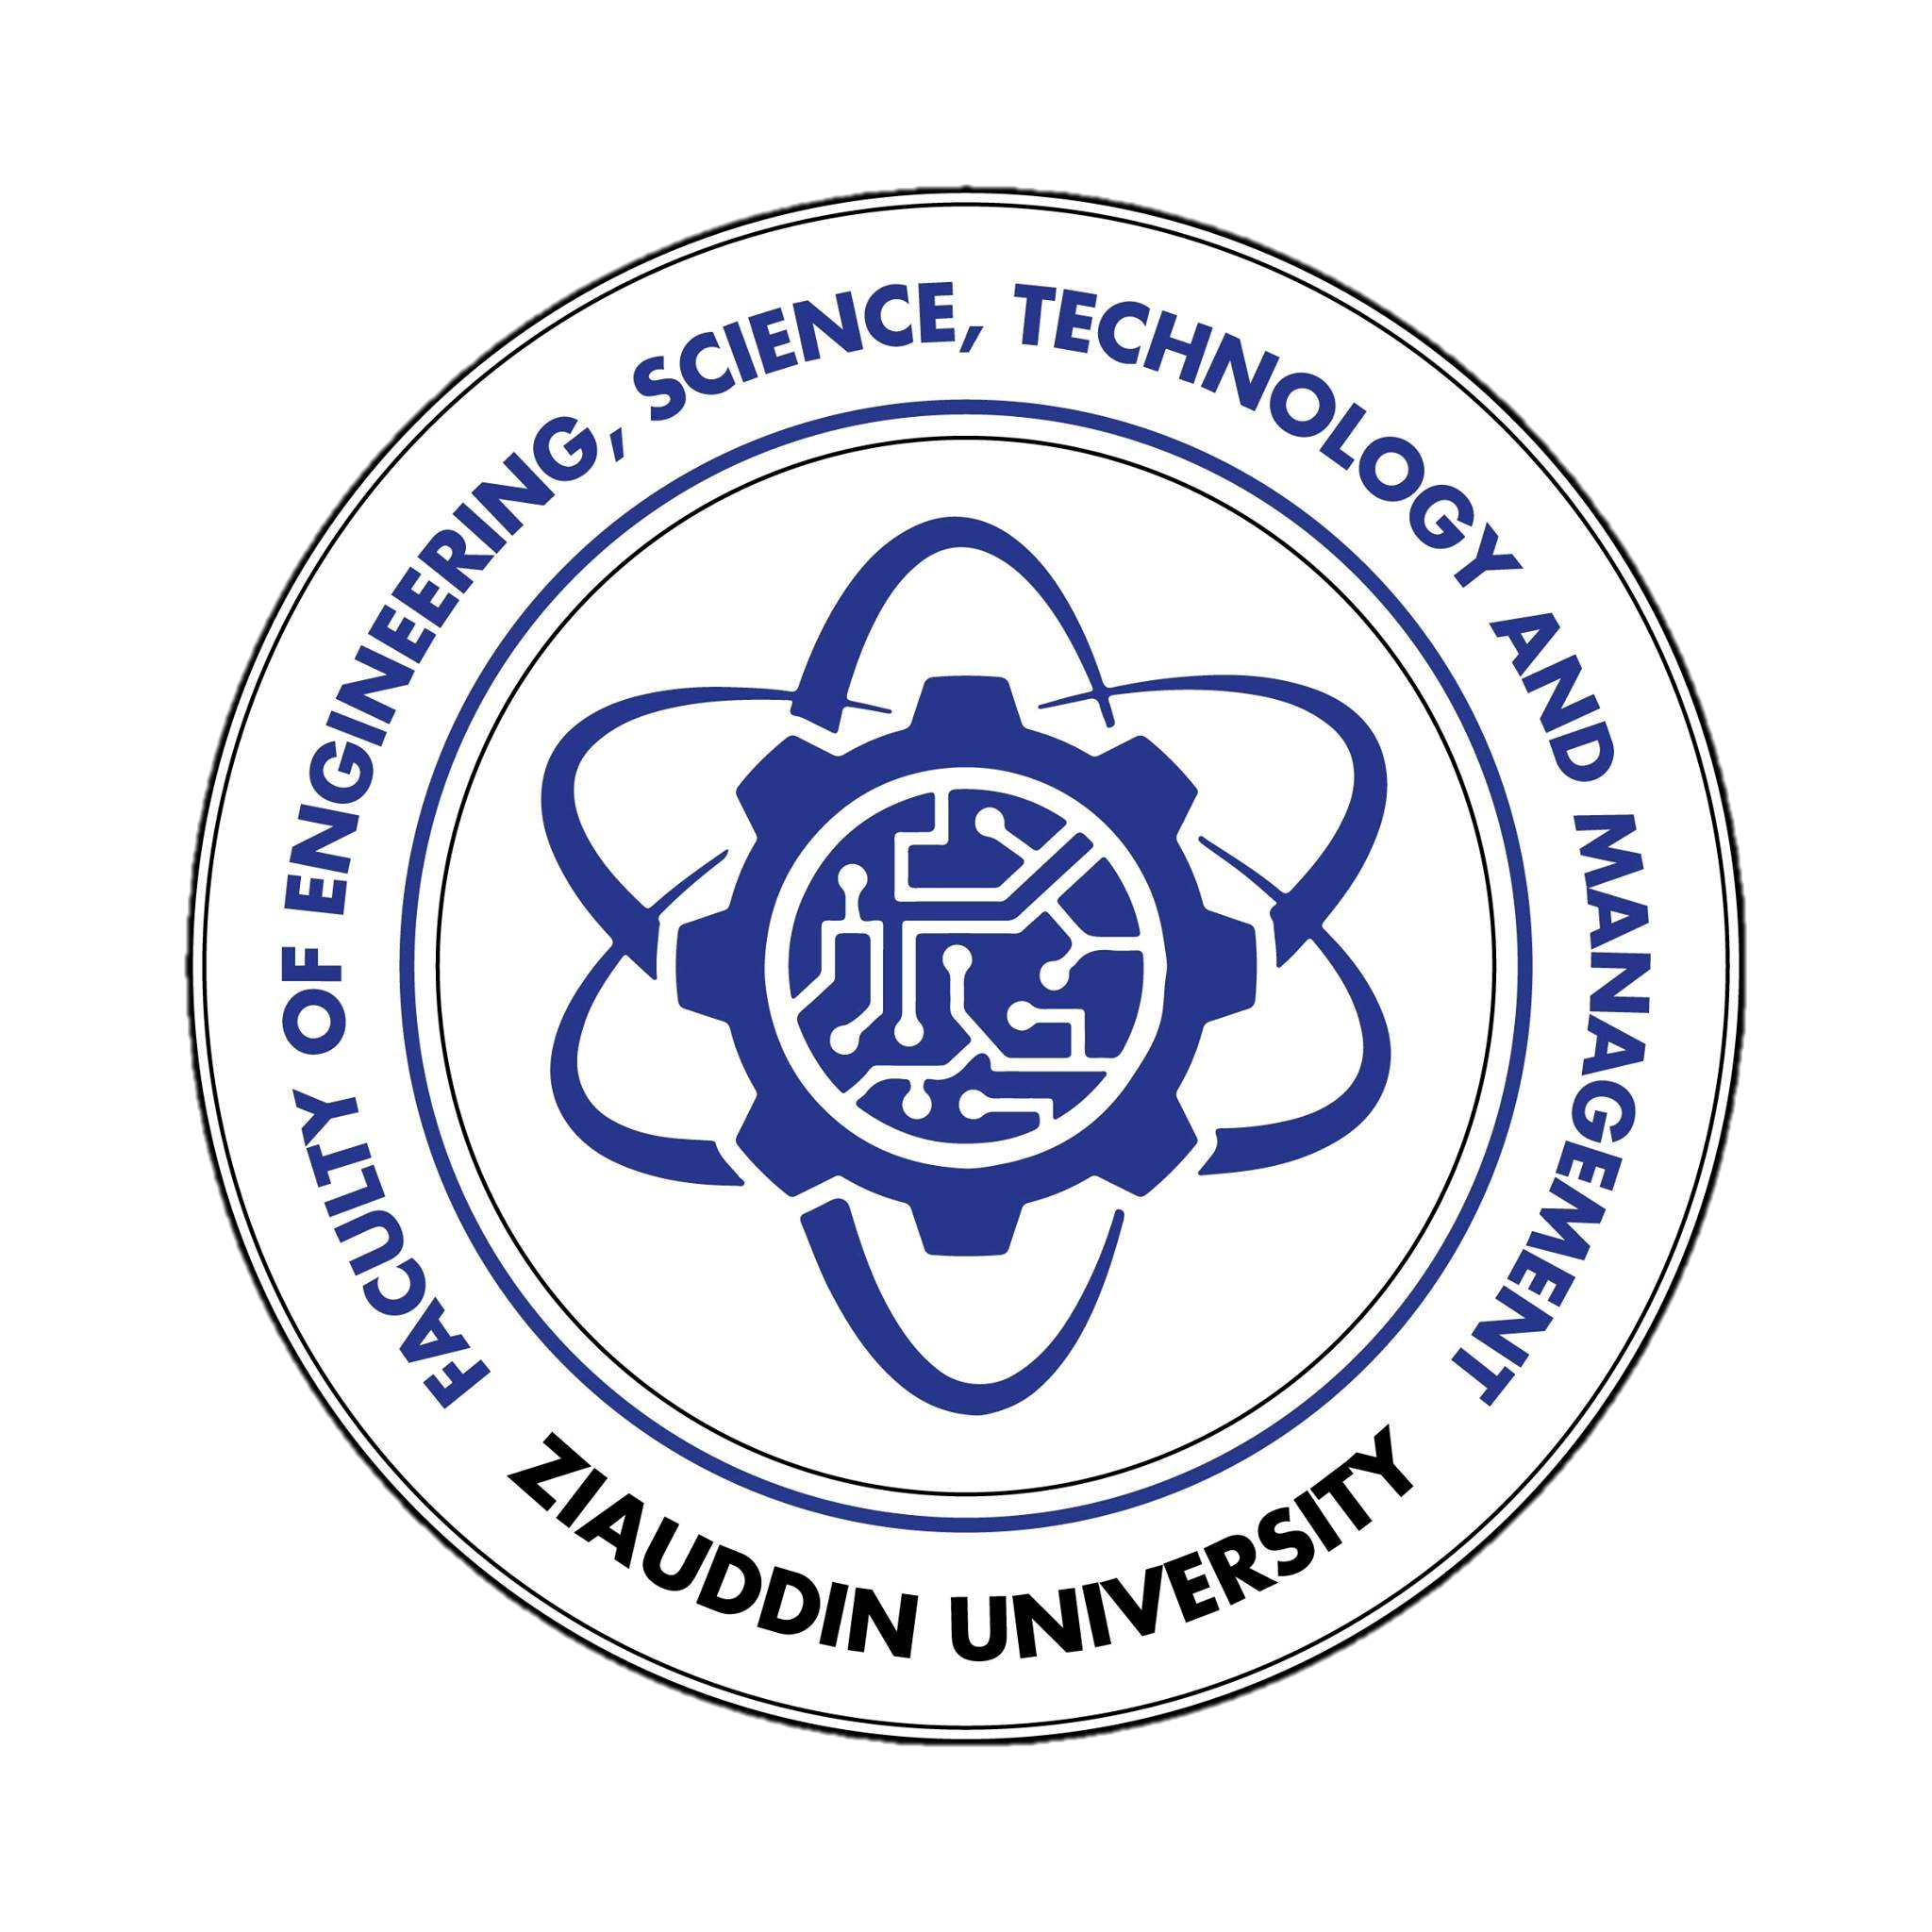 FACULTY OF ENGINEERING, SCIENCE, TECHNOLOGY AND MANAGEMENT
ZIAUDDIN UNIVERSITY